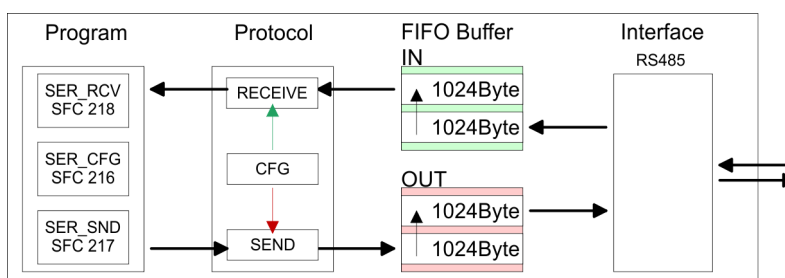 Program
Protocol
FIFO Buffer
IN
Interface
RS485
SER_RCV
SFC 218
SER_CFG
SFC 216
SER_SND
SFC 217
RECEIVE
CFG
SEND
1024Byte
1024Byte
OUT
1024Byte
1024Byte